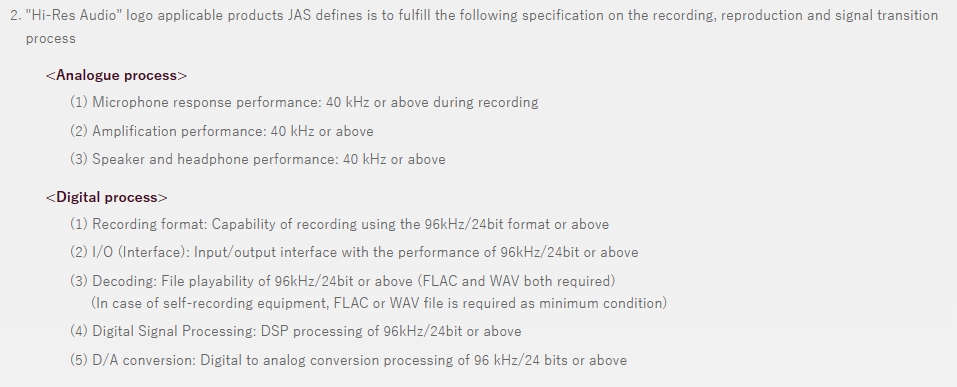 2. "Hi-Res Audio" logo applicable products JAS defines is to fulfill the following specification on the recording, reproduction and signal transition
process
<Analogue process>
(1) Microphone response performance: 40 kHz or above during recording
(2) Amplification performance: 40 kHz or above
(3) Speaker and headphone performance: 40 kHz or above
<Digital process>
(1) Recording format: Capability of recording using the 96kHz/24bit format or above
(2) I/O (Interface): Input/output interface with the performance of 96kHz/24bit or above
(3) Decoding: File playability of 96kHz/24bit or above (FLAC and WAV both required)
(In case of self-recording equipment, FLAC or WAV file is required as minimum condition)
(4) Digital Signal Processing: DSP processing of 96kHz/24bit or above
(5) D/A conversion: Digital to analog conversion processing of 96 kHz/24 bits or above